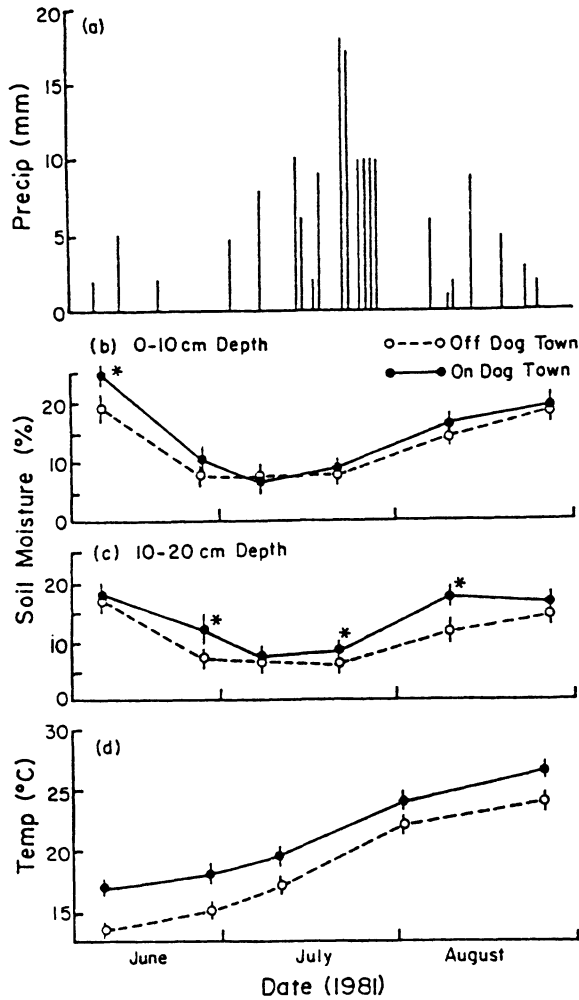 20
(a)
15
10
5
0
Precip (mm)
(b) 0-10 cm Depth
Off Dog Town
On Dog Town
*
20
10
0
Soil Moisture (%)
(c) 10-20 cm Depth
*
*
*
20
10
0
30
(d)
25
20
15
Temp (°C)
June July August
Date (1981)